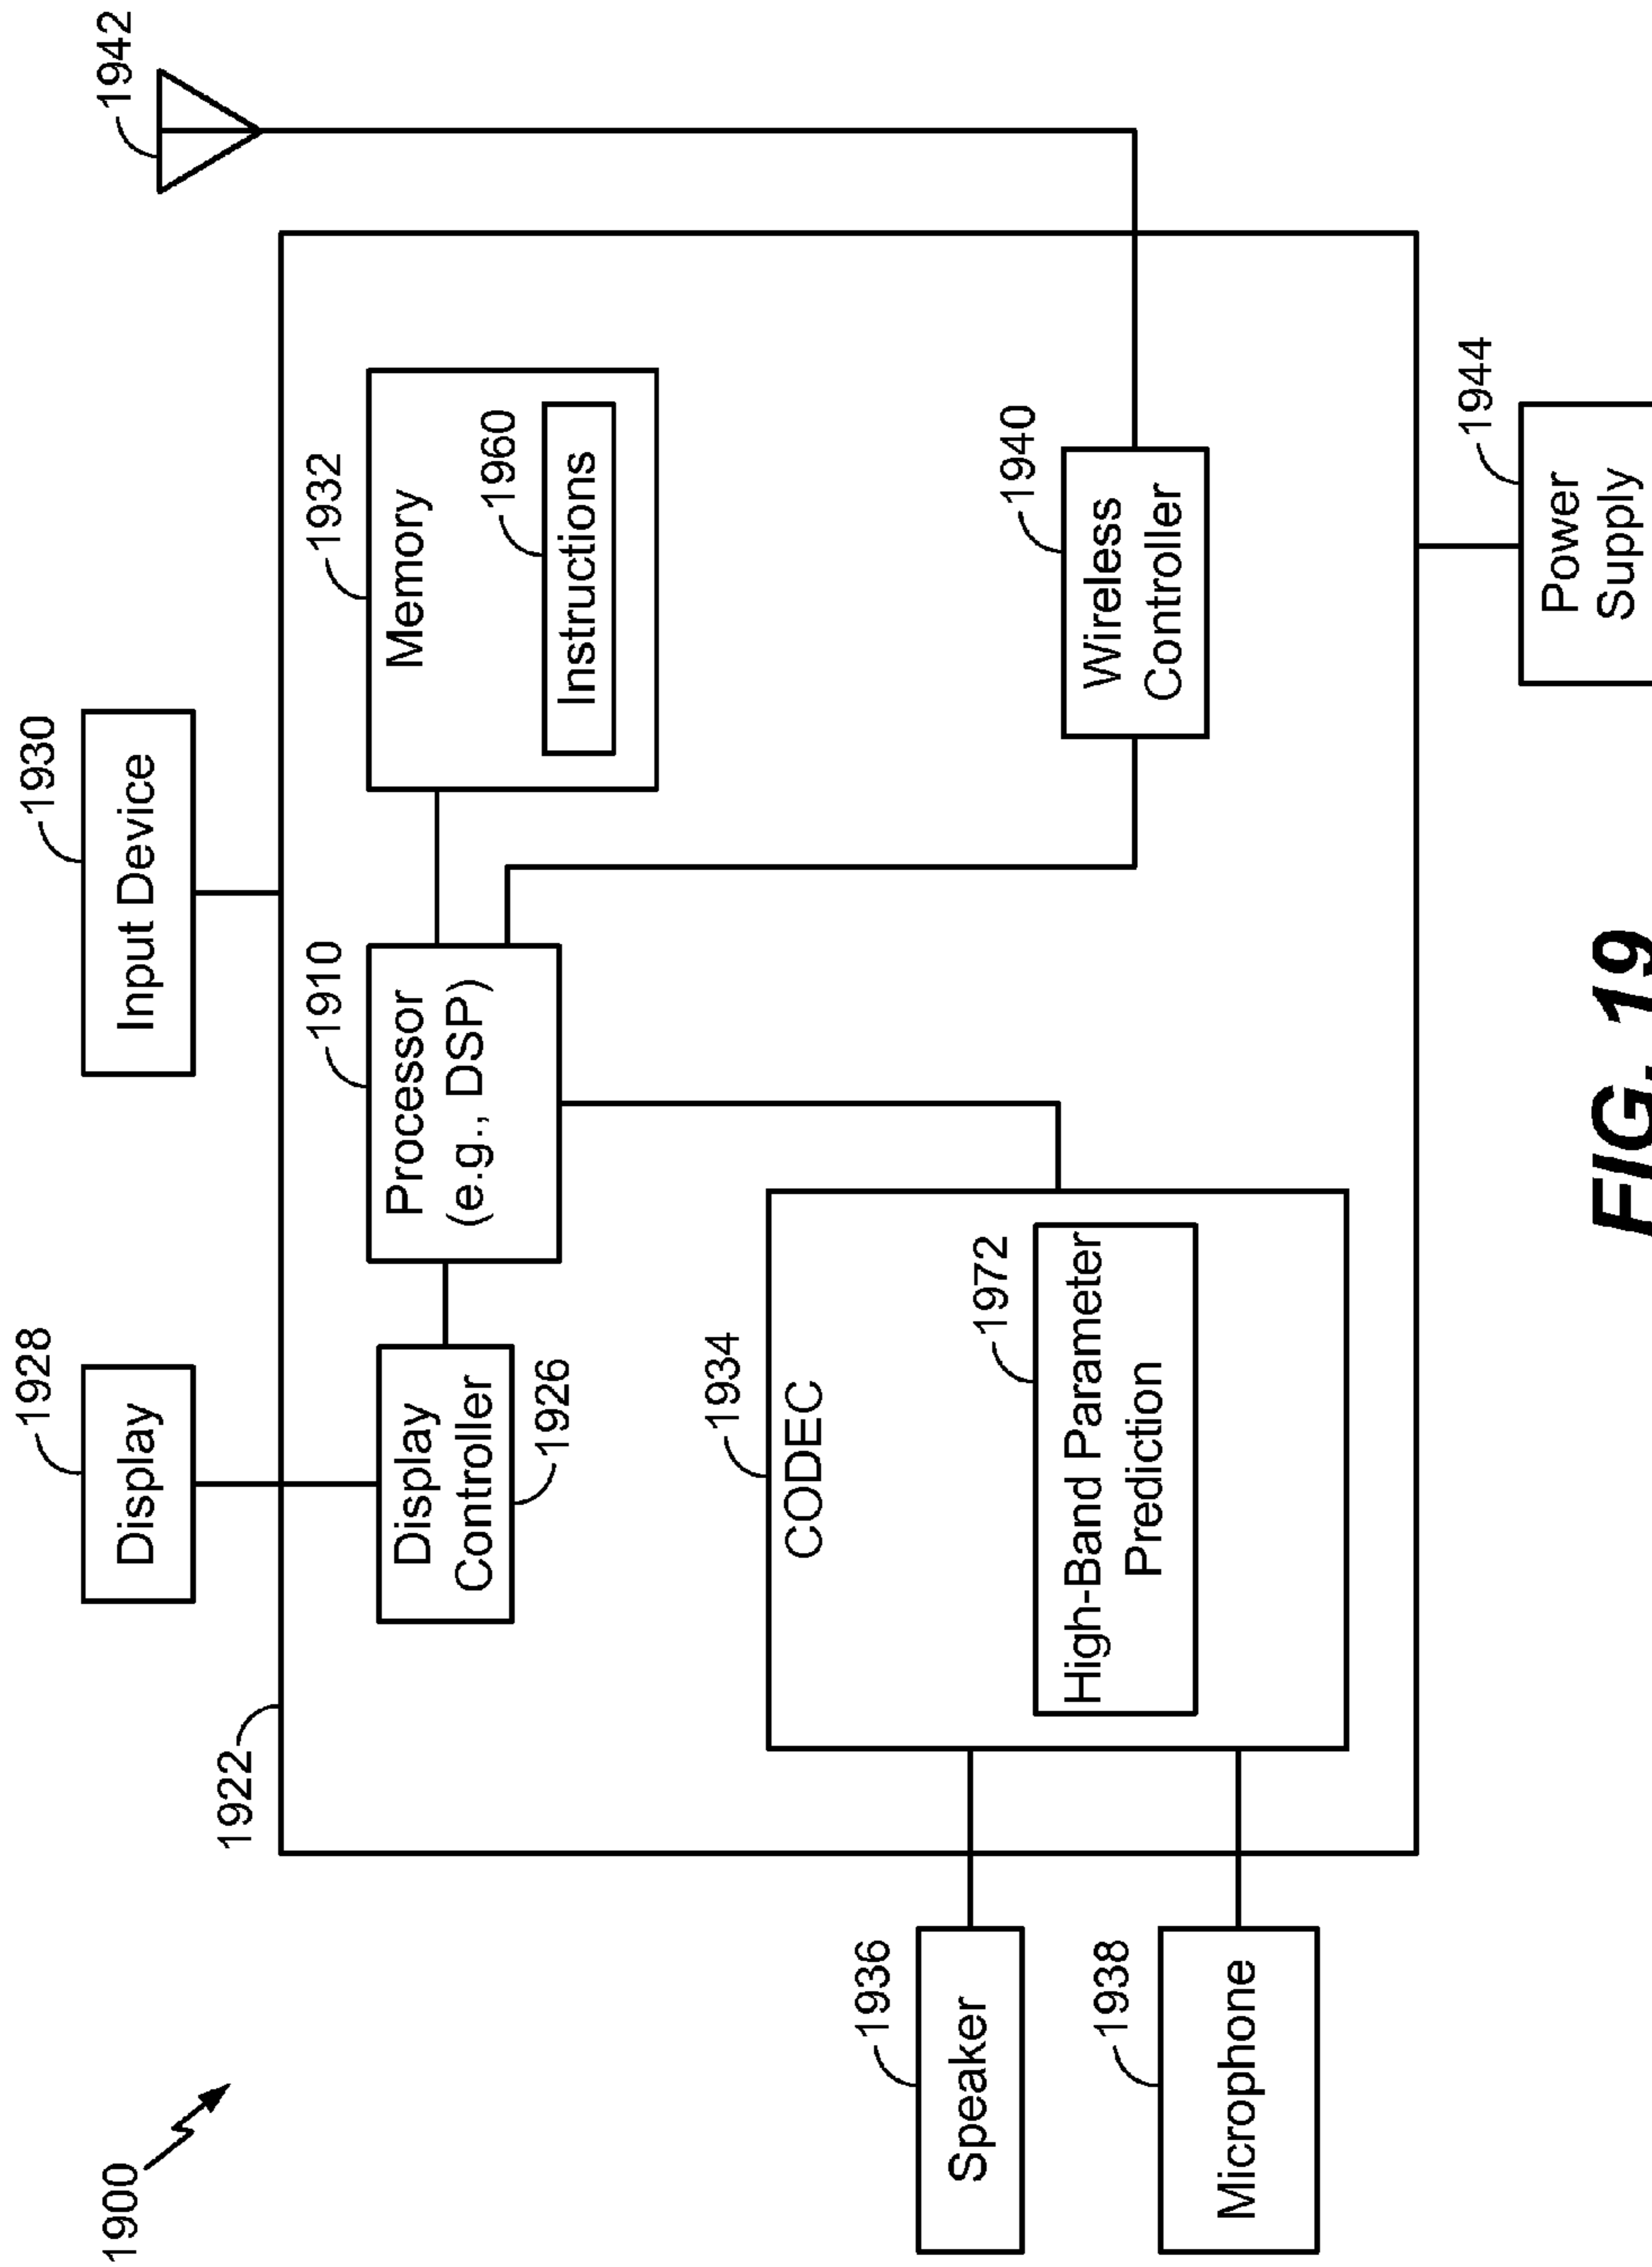 1900
1922
1928
Display
1930
Input Device
1942
Display
Controller
1926
1910
Processor
(e.g., DSP)
1932
Memory
1960
Instructions
1934
CODEC
1972
High-Band Parameter
Prediction
1936
Speaker
1938
Microphone
1940
Wireless
Controller
1944
Power
Supply
FIG. 19